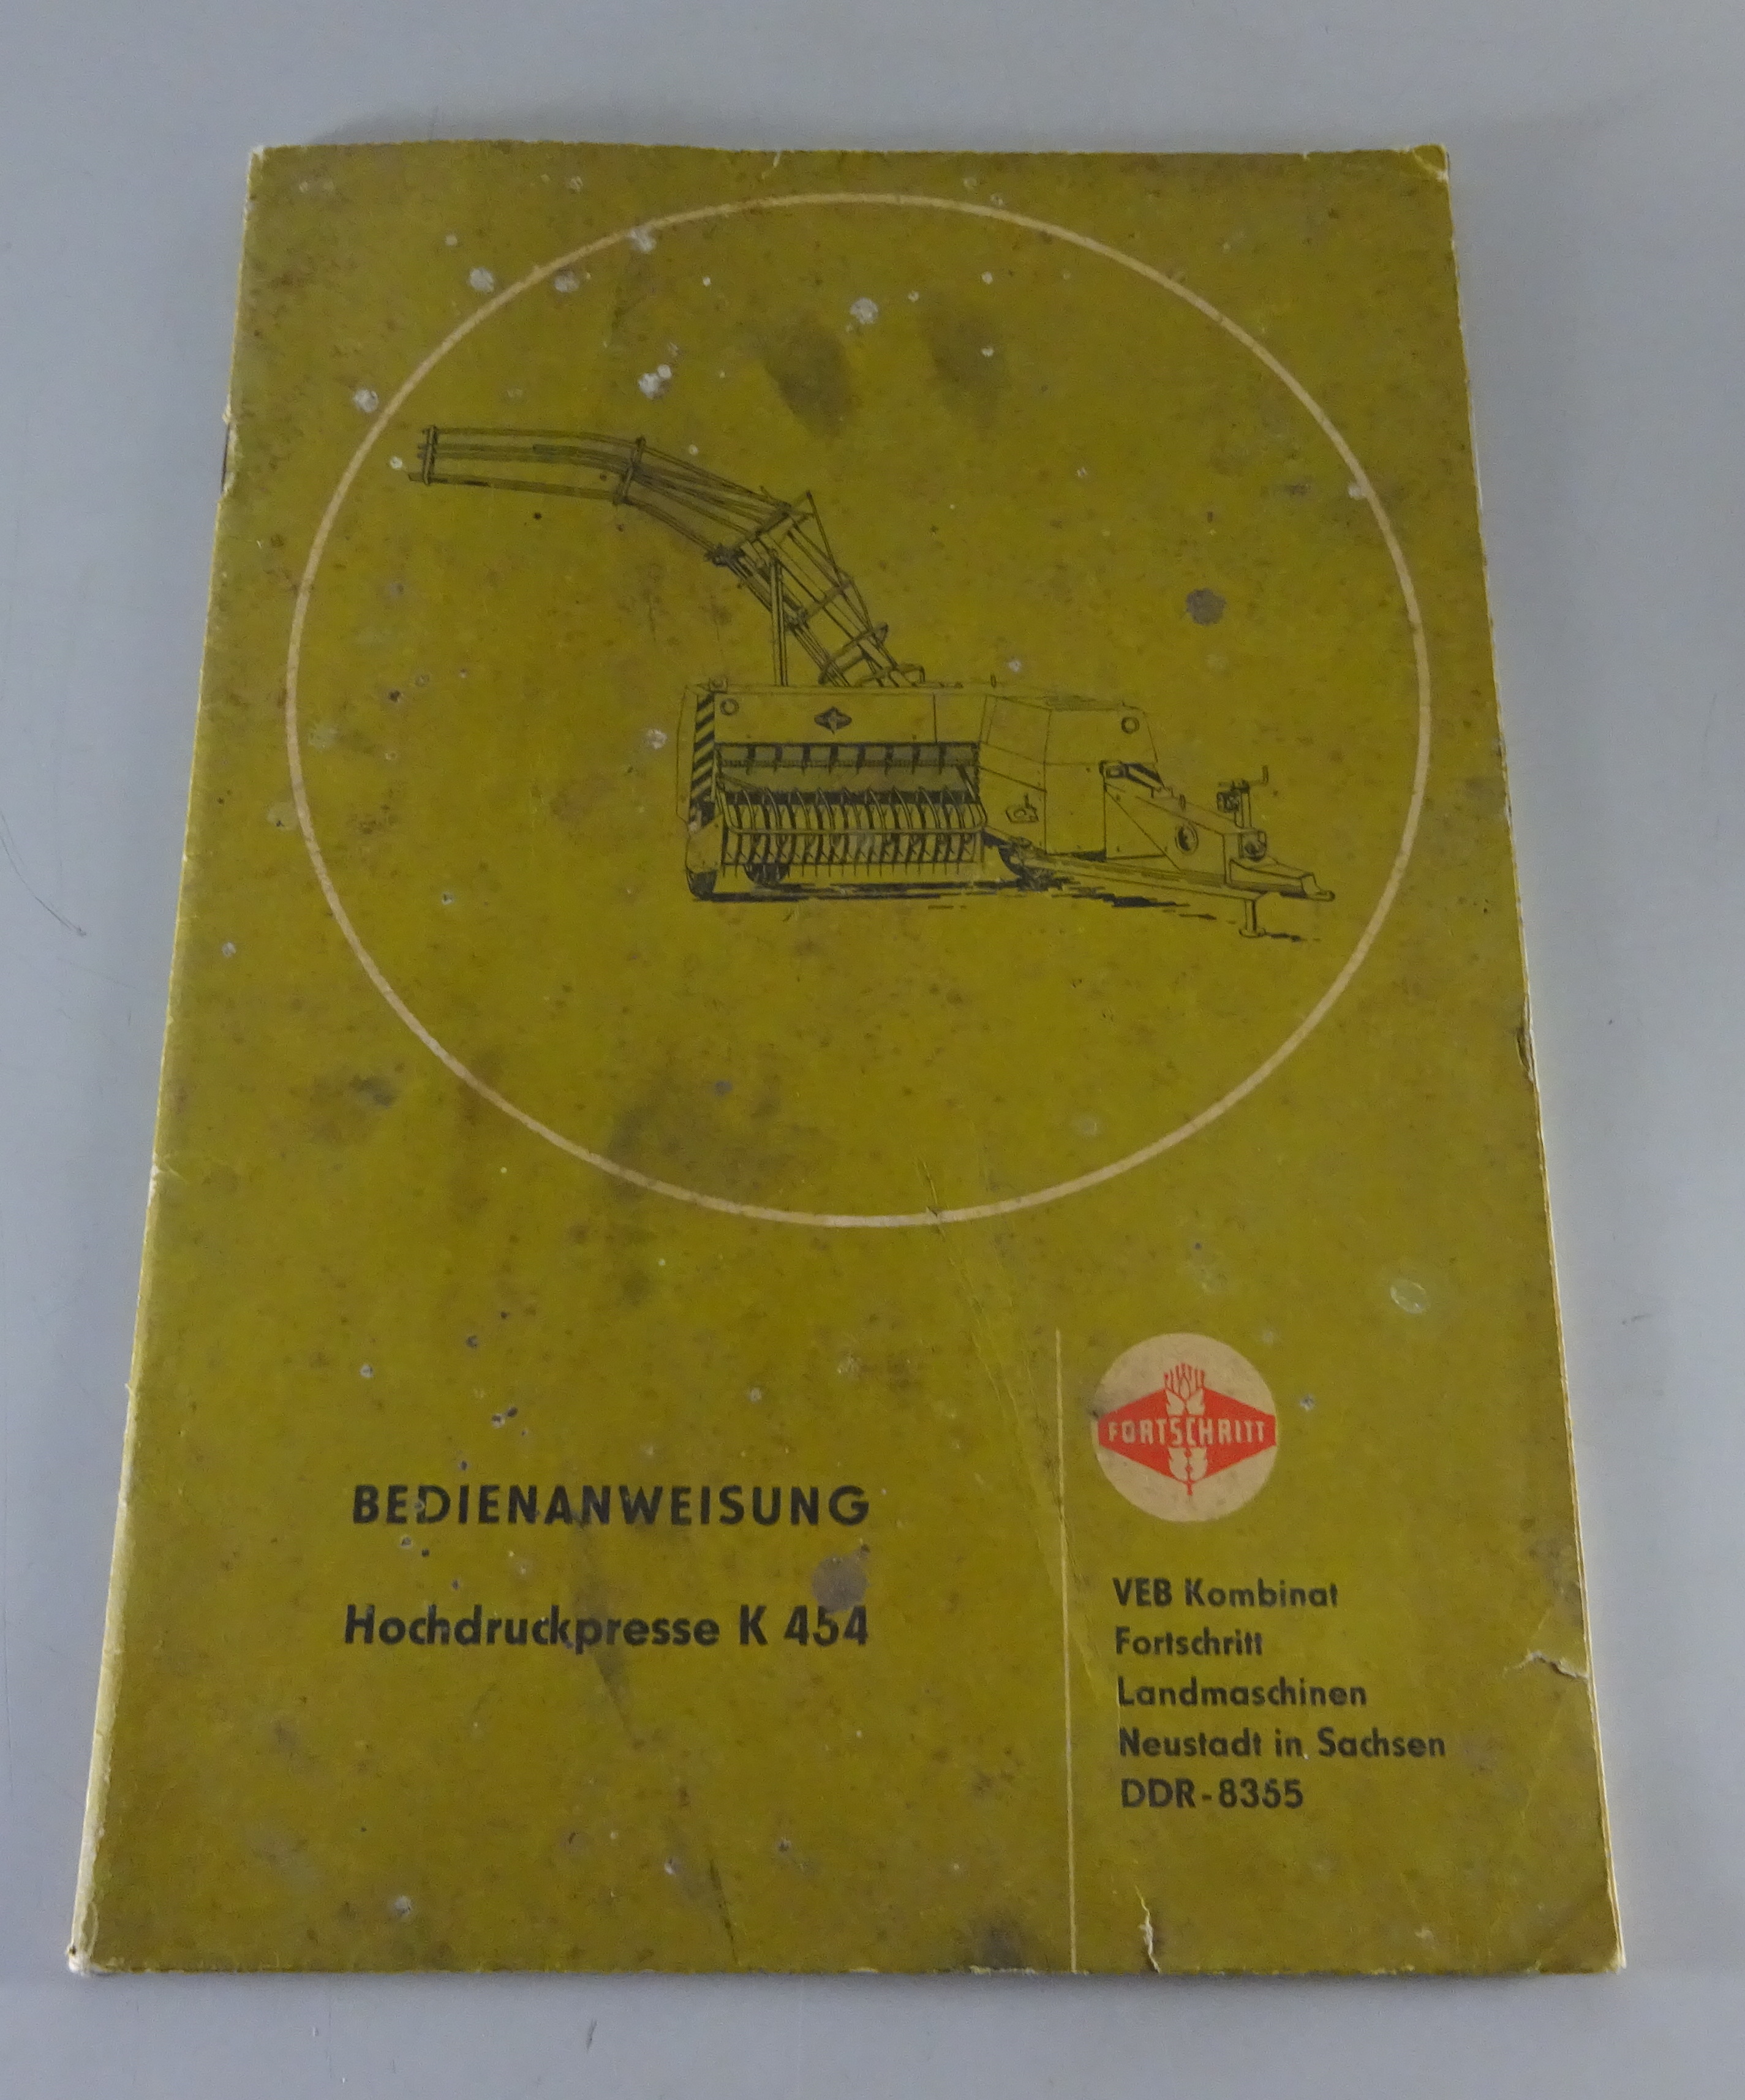 BEDIENANWEISUNG
Hochdruckpresse K 454
FORTSCHRITT
VEB Kombinat
Fortschritt
Landmaschinen
Neustadt in Sachsen
DDR-8355